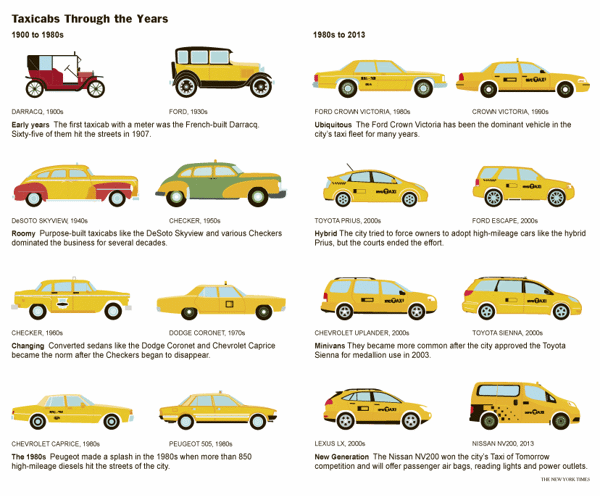 Taxicabs Through the Years
1900 to 1980s
DARRACQ, 1900s
FORD, 1930s
Early years The first taxicab with a meter was the French-built Darracq.
Sixty-five of them hit the streets in 1907.
DeSOTO SKYVIEW, 1940s
CHECKER, 1950s
Roomy Purpose-built taxicabs like the DeSoto Skyview and various Checkers
dominated the business for several decades.
CHECKER, 1960s
DODGE CORONET, 1970s
Changing Converted sedans like the Dodge Coronet and Chevrolet Caprice
became the norm after the Checkers began to disappear.
CHEVROLET CAPRICE, 1980s
PEUGEOT 505, 1980s
The 1980s Peugeot made a splash in the 1980s when more than 850
high-mileage diesels hit the streets of the city.
1980s to 2013
FORD CROWN VICTORIA, 1980s
CROWN VICTORIA, 1990s
Ubiquitous The Ford Crown Victoria has been the dominant vehicle in the
city's taxi fleet for many years.
TOYOTA PRIUS, 2000s
FORD ESCAPE, 2000s
Hybrid The city tried to force owners to adopt high-mileage cars like the hybrid
Prius, but the courts ended the effort.
CHEVROLET UPLANDER, 2000s
TOYOTA SIENNA, 2000s
Minivans They became more common after the city approved the Toyota
Sienna for medallion use in 2003.
LEXUS LX, 2000s
NISSAN NV200, 2013
New Generation The Nissan NV200 won the city's Taxi of Tomorrow
competition and will offer passenger air bags, reading lights and power outlets.
THE NEW YORK TIMES